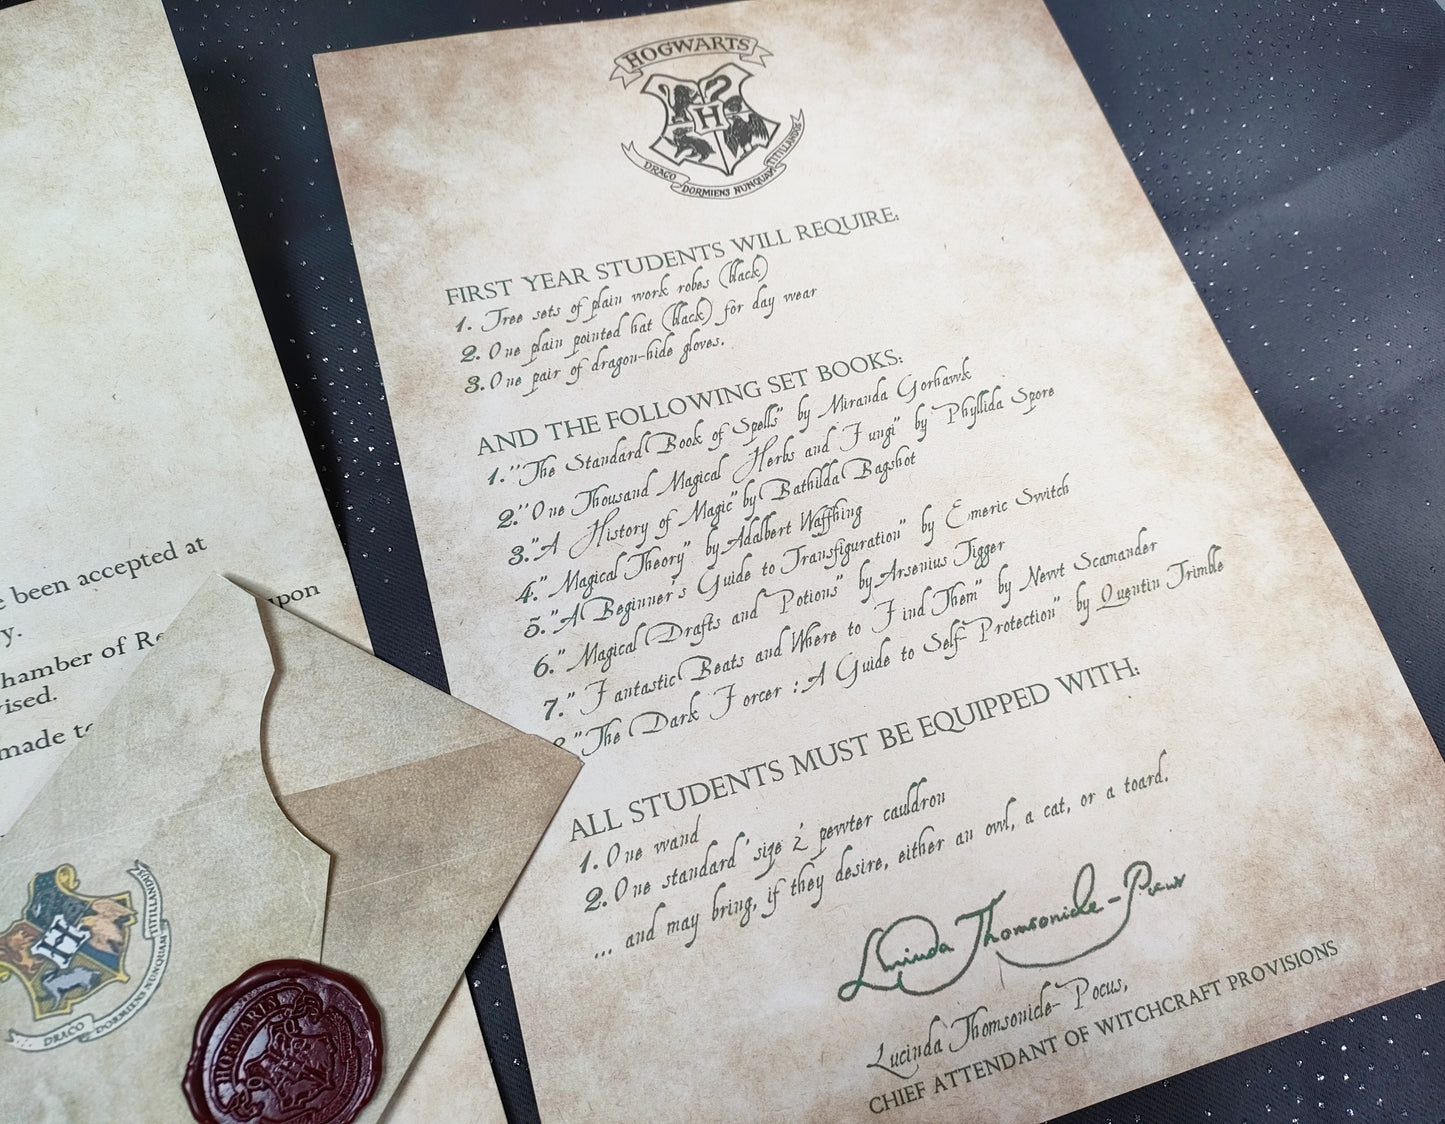 HOGWARTS
H
DRACO DORMIENS NUNQUAM TITILLANDUS
FIRST YEAR STUDENTS WILL REQUIRE:
1. Tree sets of plain work robes (black)
2. One plain pointed hat (black) for day wear
3. One pair of dragon-hide gloves.
AND THE FOLLOWING SET BOOKS:
1."The Standard Book of Spells" by Miranda Gorhawk
2."One Thousand Magical Herbs and Fungi" by Phyllida Spore
3."A History of Magic" by Bathilda Bagshot
4." Magical Theory" by Adalbert Waffhing
5."A Beginner's Guide to Transfiguration" by Emeric Switch
6." Magical Drafts and Potions" by Arsenius Jigger
7." Fantastic Beats and Where to Find Them" by Newt Scamander
"The Dark Forcer : A Guide to Self-Protection" by Quentin Trimble
ALL STUDENTS MUST BE EQUIPPED WITH:
1. One wand
2. One standard ' size 2 ' pewter cauldron
... and may bring, if they desire, either an owl, a cat, or a toard.
Lucinda Thomsonicle-Pocus
Lucinda Thomsonicle-Pocus,
CHIEF ATTENDANT OF WITCHCRAFT PROVISIONS
been accepted at
y.
upon
hamber of Re
ised.
made to
H
DRACO DORMIENS NUNQUAM TITILLANDUS
HOGWARTS